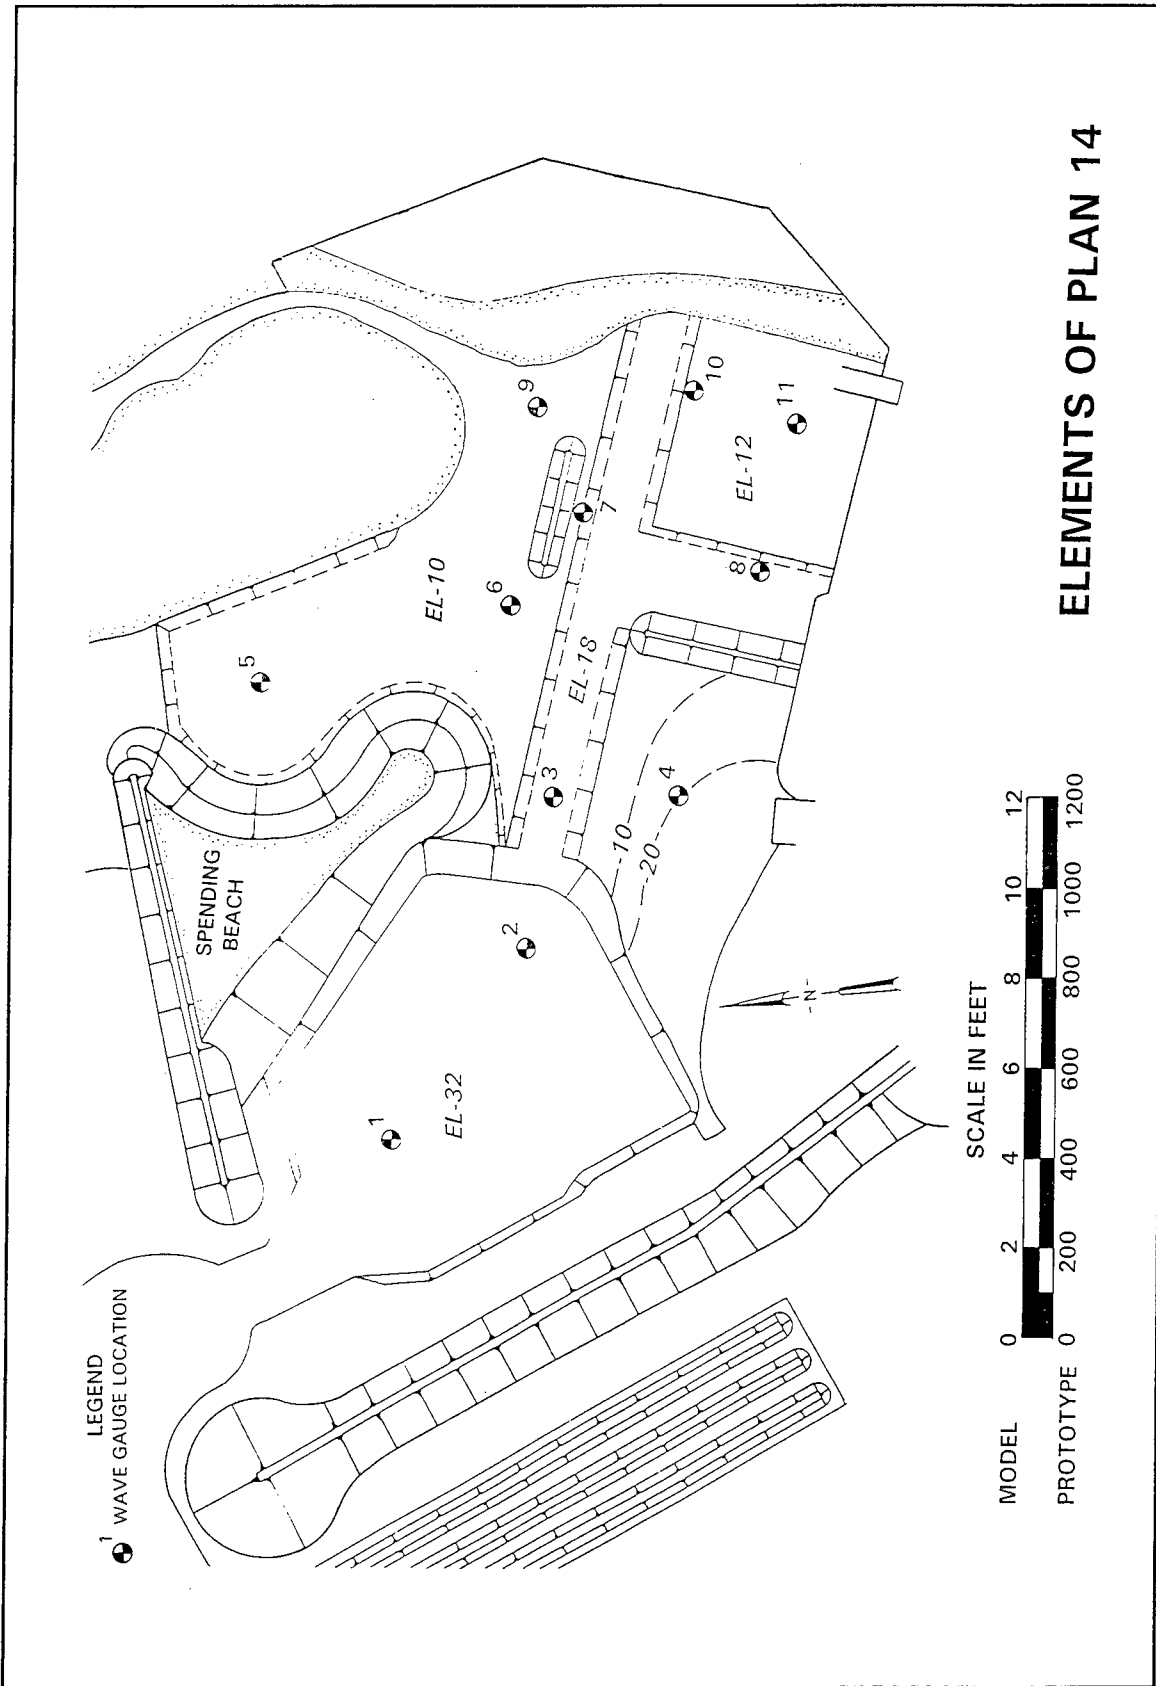 LEGEND
1 WAVE GAUGE LOCATION
SPENDING
BEACH
5
9
6
EL-10
1
EL-32
2
3
EL-18
7
10
EL-12
11
8
4
-10
-20
N
SCALE IN FEET
MODEL 0 2 4 6 8 10 12
PROTOTYPE 0 200 400 600 800 1000 1200
ELEMENTS OF PLAN 14